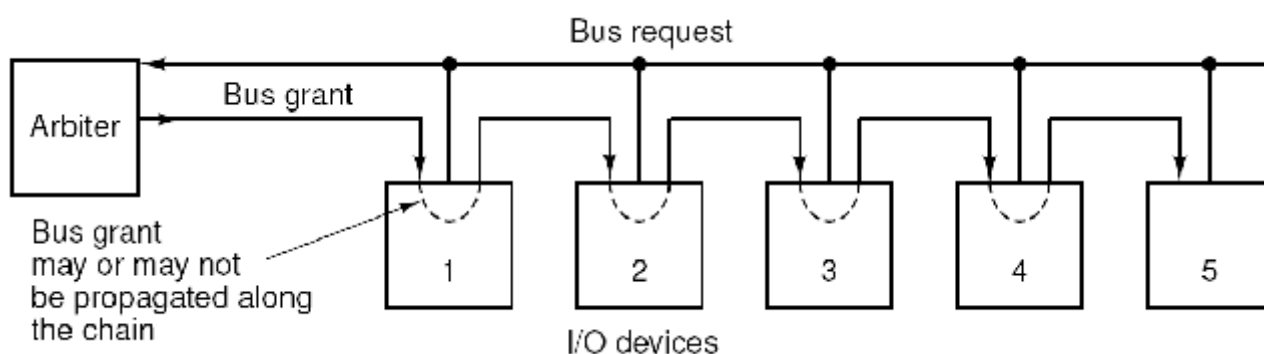 Bus request
Bus grant
Arbiter
Bus grant
may or may not
be propagated along
the chain
1
2
3
4
5
I/O devices